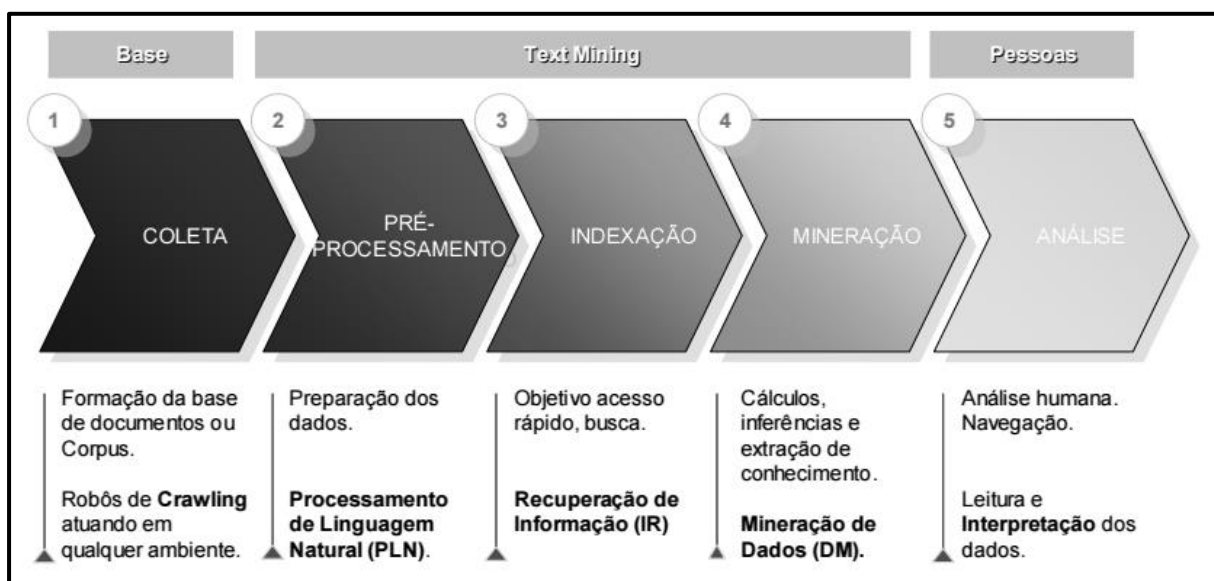 Base
Text Mining
Pessoas
1
2
3
4
5
COLETA
PRÉ-
PROCESSAMENTO
INDEXAÇÃO
MINERAÇÃO
ANÁLISE
Formação da base
de documentos ou
Corpus.
Robôs de Crawling
atuando em
qualquer ambiente.
Preparação dos
dados.
Processamento
de Linguagem
Natural (PLN).
Objetivo acesso
rápido, busca.
Recuperação de
Informação (IR)
Cálculos,
inferências e
extração de
conhecimento.
Mineração de
Dados (DM).
Análise humana.
Navegação.
Leitura e
Interpretação dos
dados.